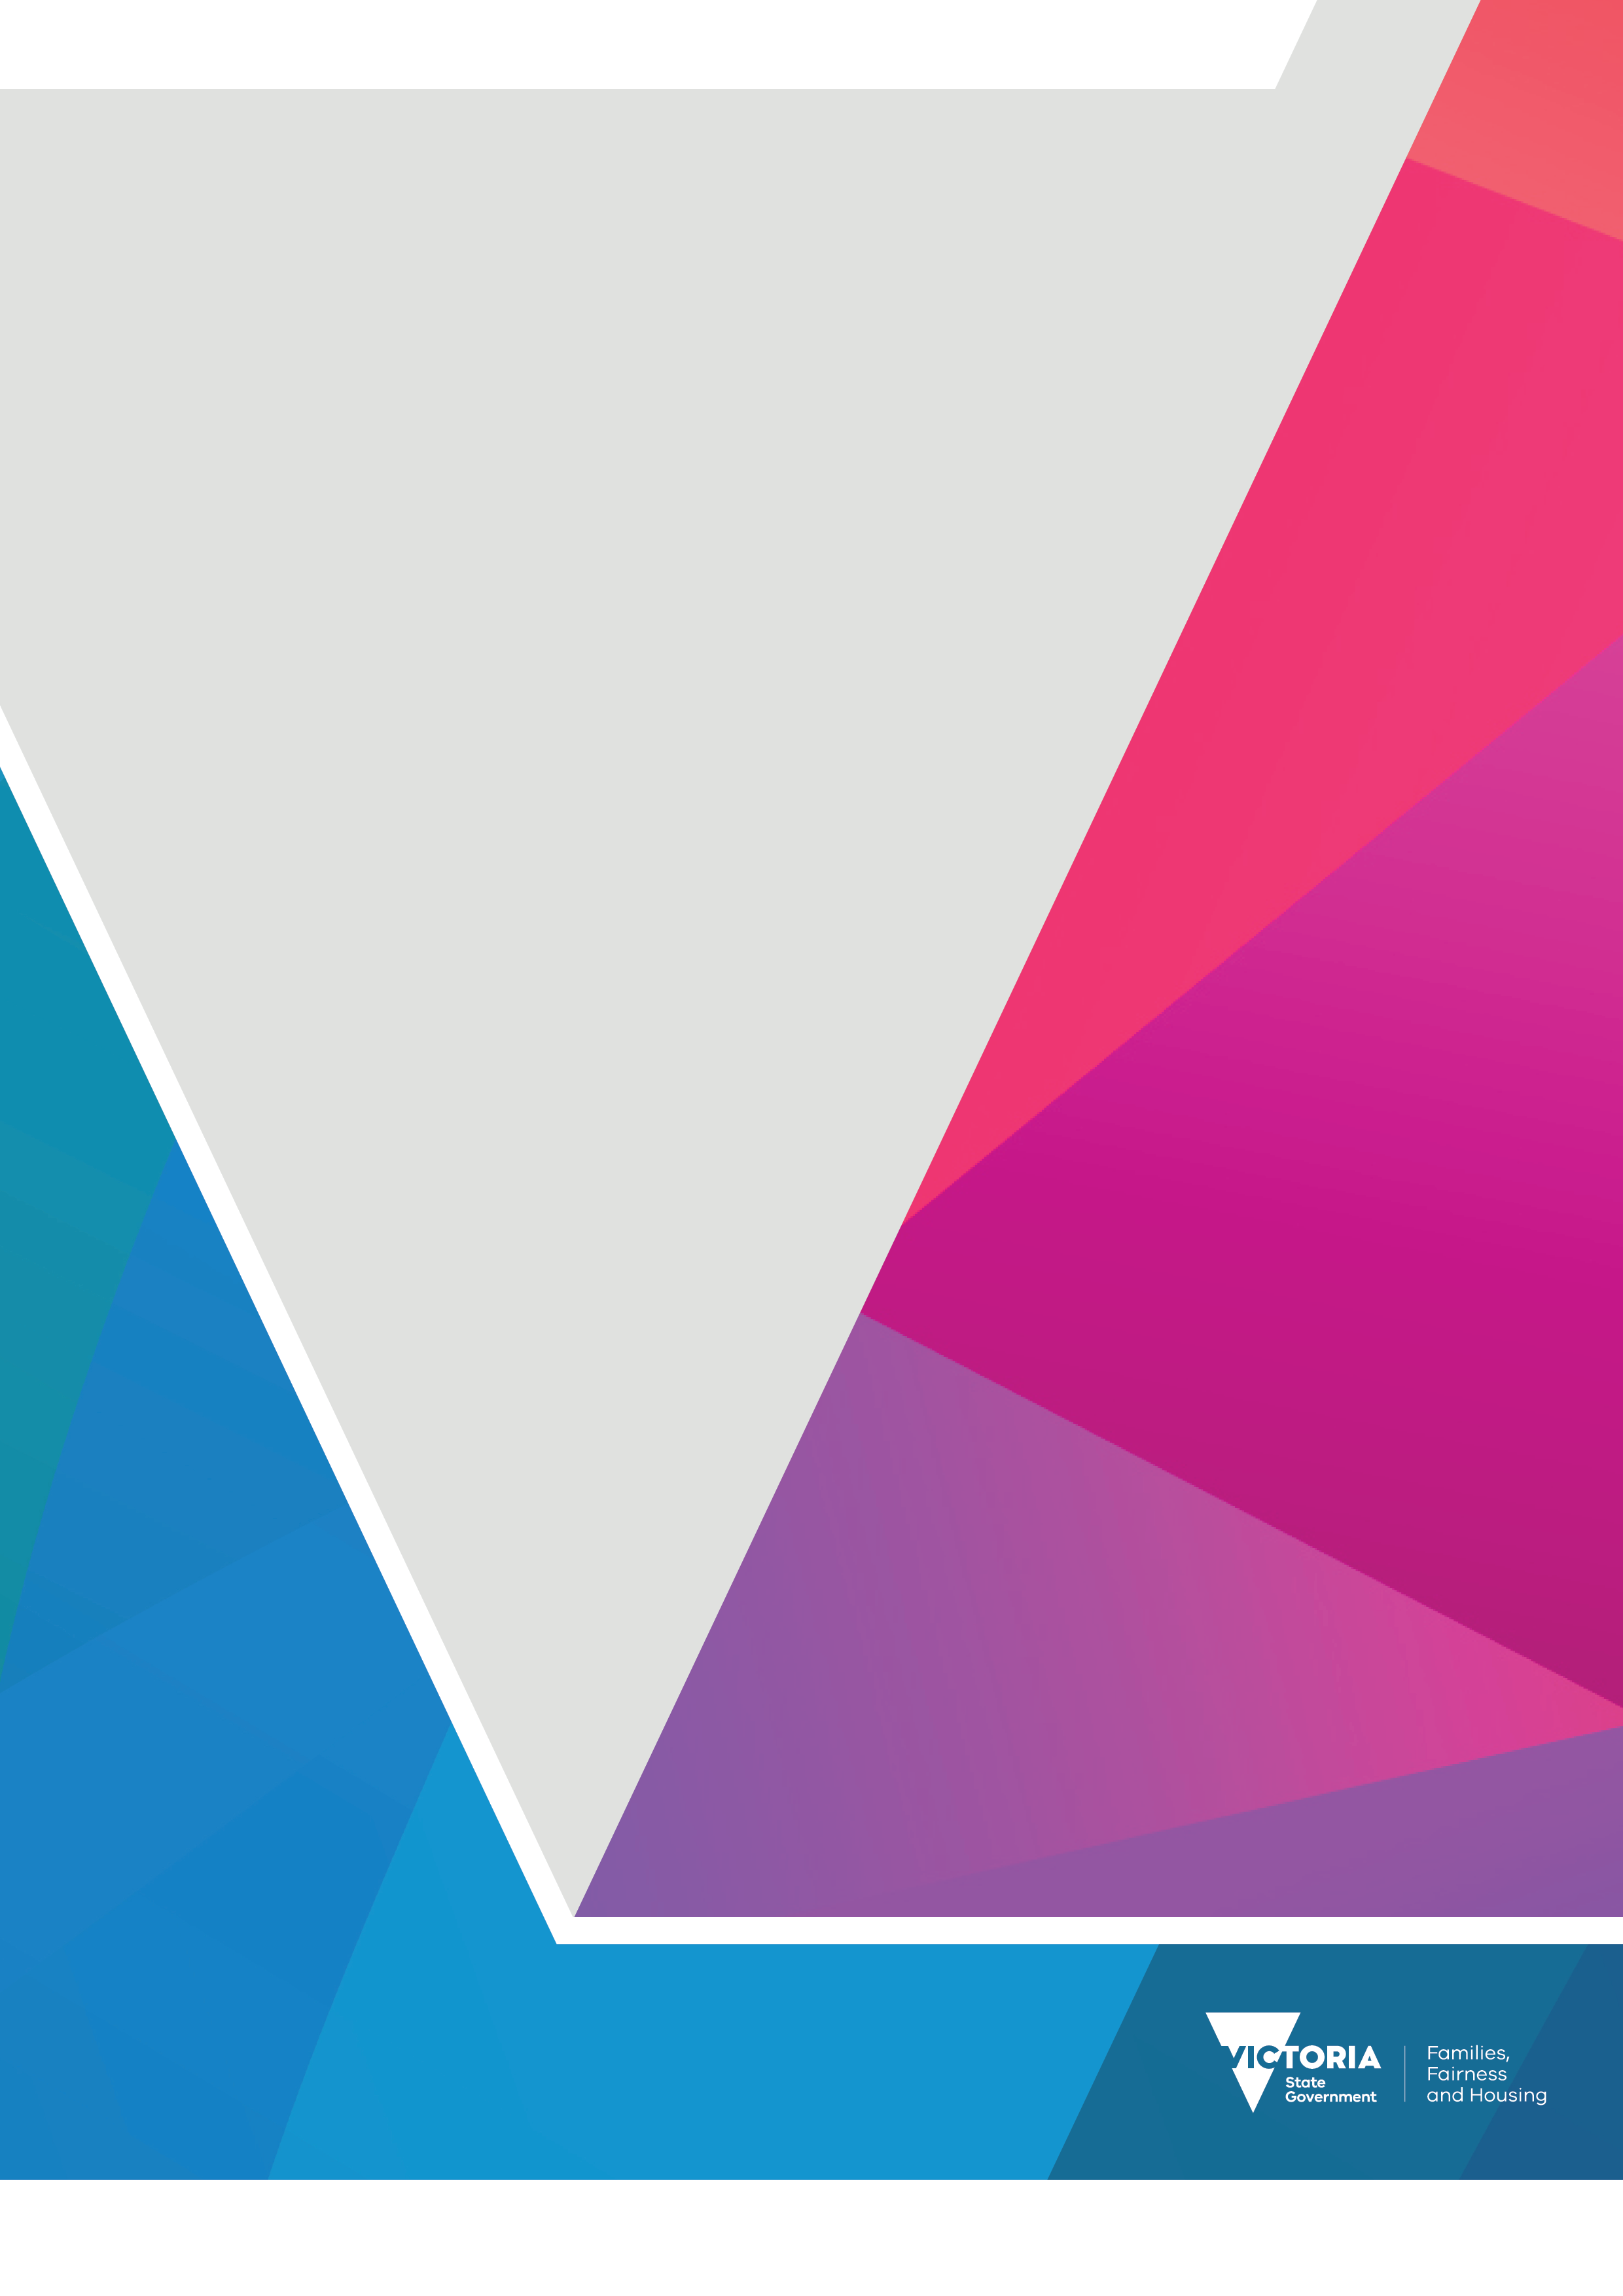 VICTORIA
State
Government
Families,
Fairness
and Housing